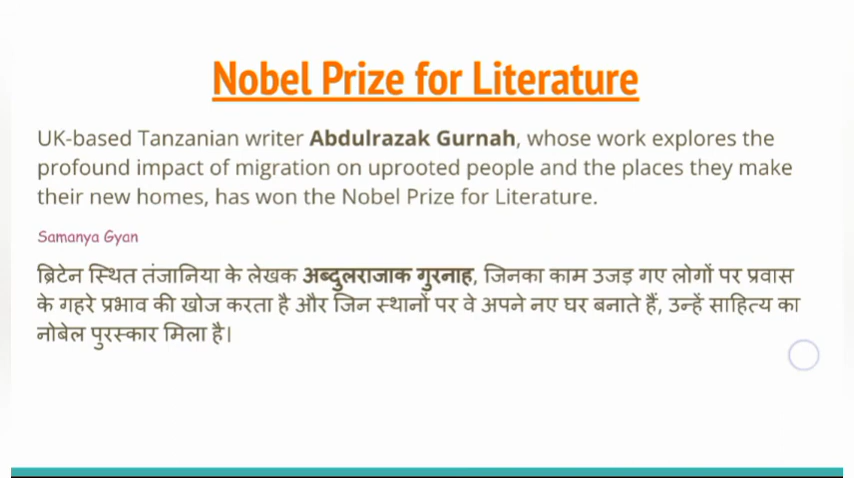 Nobel Prize for Literature
UK-based Tanzanian writer Abdulrazak Gurnah, whose work explores the
profound impact of migration on uprooted people and the places they make
their new homes, has won the Nobel Prize for Literature.
Samanya Gyan
ब्रिटेन स्थित तंजानिया के लेखक अब्दुलराजाक गुरनाह, जिनका काम उजड़ गए लोगों पर प्रवास
के गहरे प्रभाव की खोज करता है और जिन स्थानों पर वे अपने नए घर बनाते हैं, उन्हें साहित्य का
नोबेल पुरस्कार मिला है।